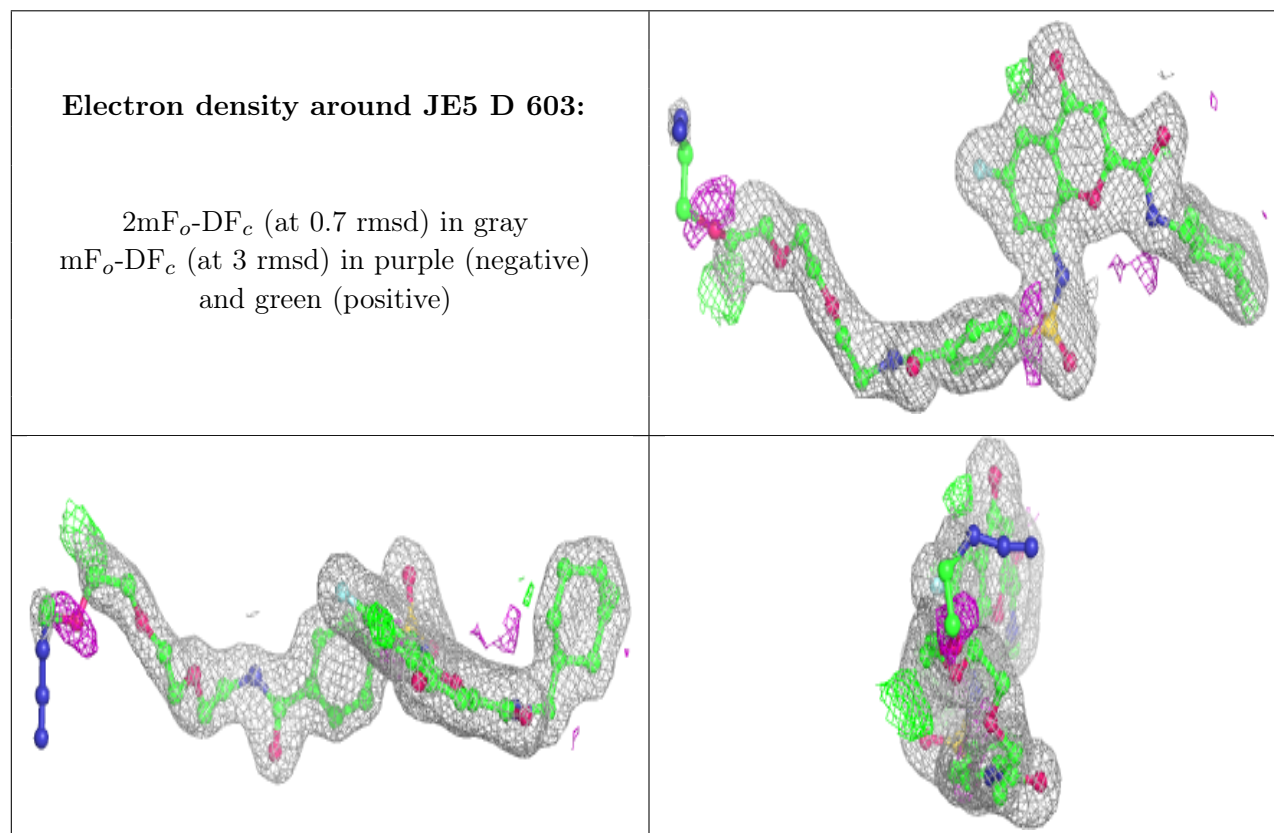 Electron density around JE5 D 603:
2mFₒ-DF𝒸 (at 0.7 rmsd) in gray
mFₒ-DF𝒸 (at 3 rmsd) in purple (negative)
and green (positive)